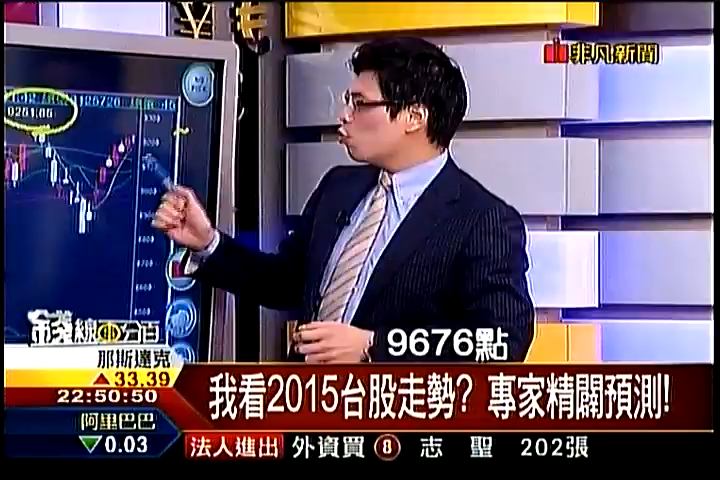 非凡新聞
0251.05
錢線百分百
9676點
那斯達克
▲33.39
22:50:50
我看2015台股走勢? 專家精闢預測!
阿里巴巴
▼0.03
法人進出 外資買 8 志聖 202張